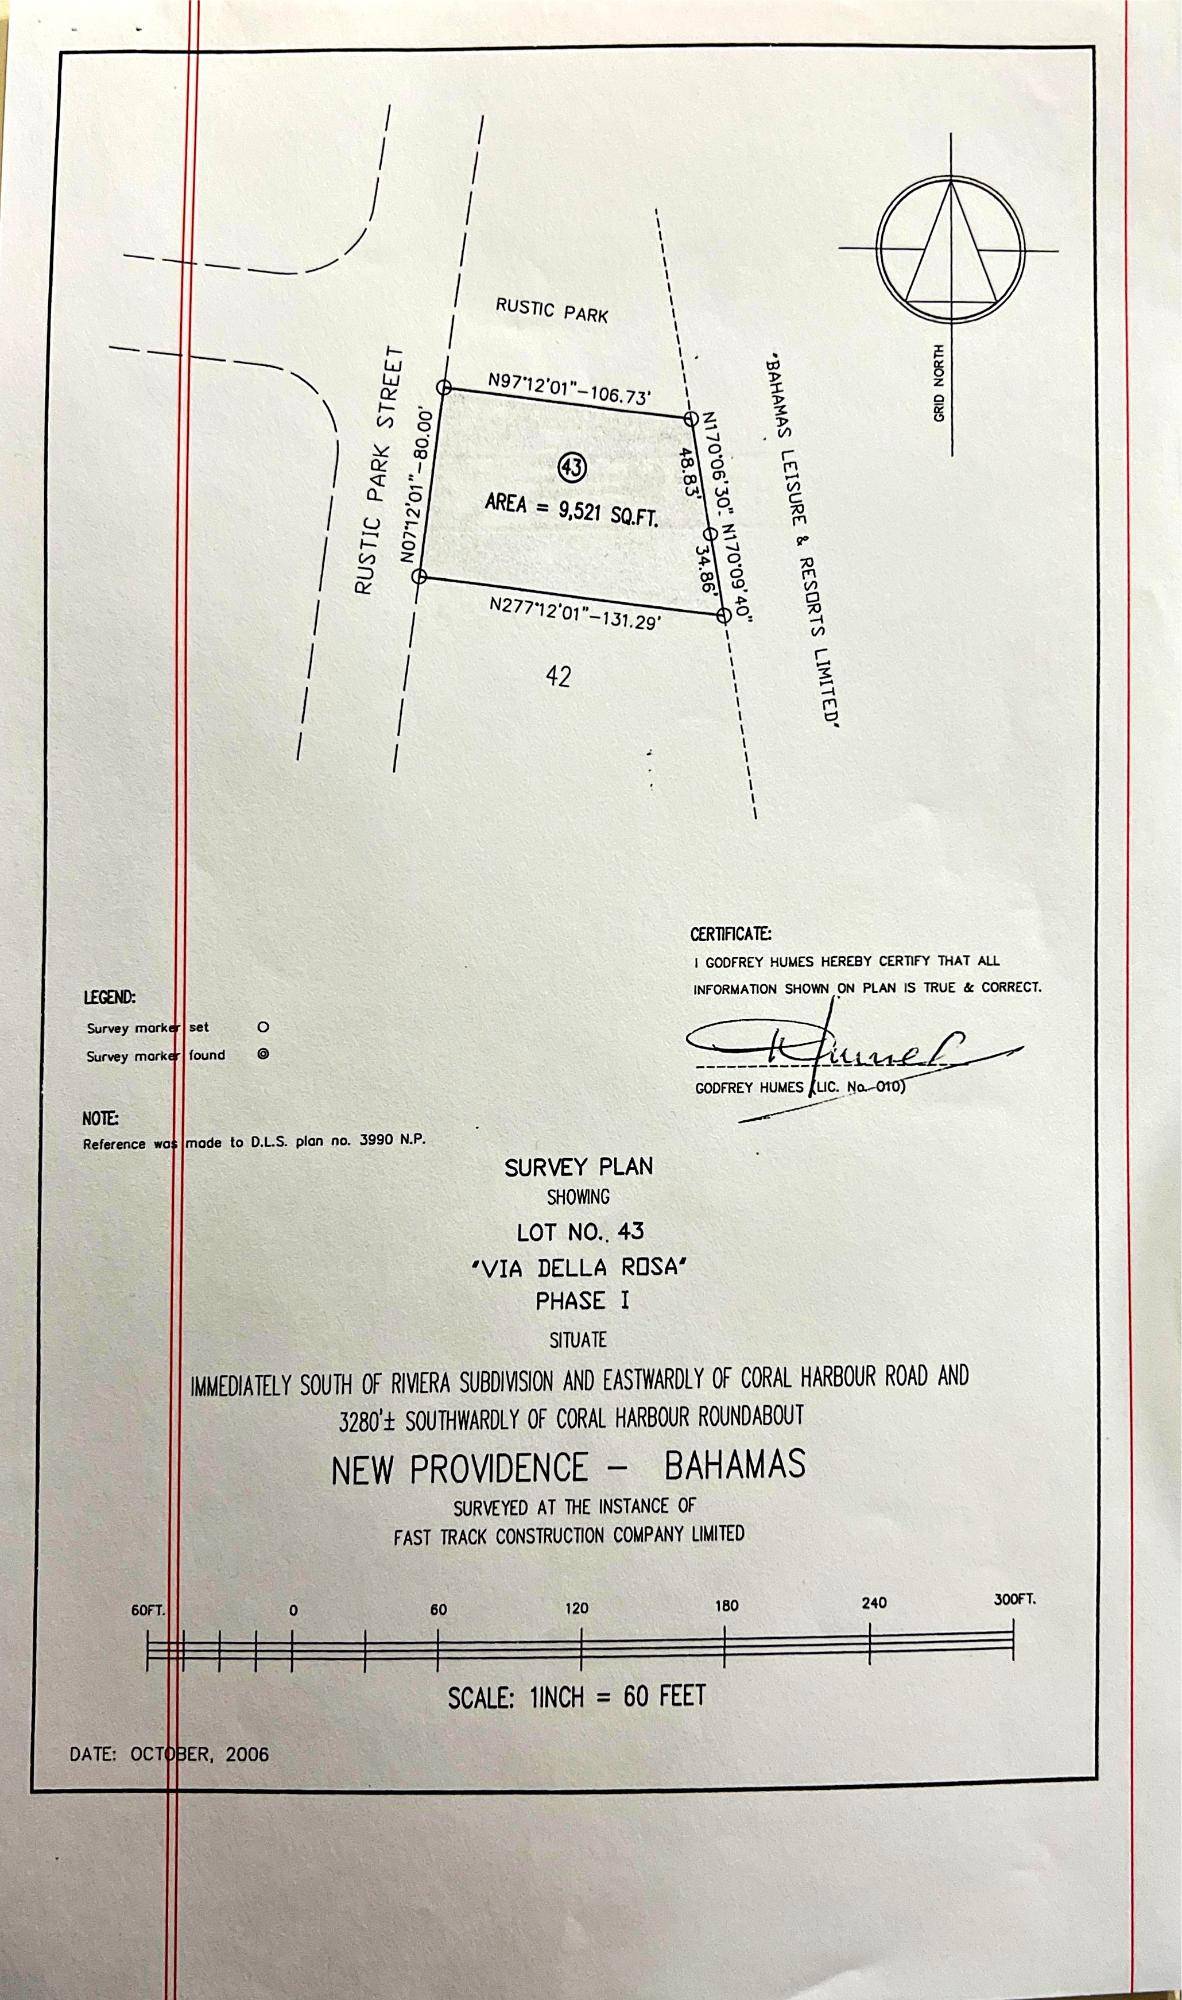 RUSTIC PARK
GRID NORTH
RUSTIC PARK STREET
N97°12'01"-106.73'
N07°12'01"-80.00'
43
AREA = 9,521 SQ.FT.
N170°06'30"
48.83'
N170°09'40"
34.86'
N277°12'01"-131.29'
"BAHAMAS LEISURE & RESORTS LIMITED"
42
CERTIFICATE:
I GODFREY HUMES HEREBY CERTIFY THAT ALL
INFORMATION SHOWN ON PLAN IS TRUE & CORRECT.
GODFREY HUMES (LIC. No. 010)
LEGEND:
Survey marker set
Survey marker found
NOTE:
Reference was made to D.L.S. plan no. 3990 N.P.
SURVEY PLAN
SHOWING
LOT NO. 43
"VIA DELLA ROSA"
PHASE I
SITUATE
IMMEDIATELY SOUTH OF RIVIERA SUBDIVISION AND EASTWARDLY OF CORAL HARBOUR ROAD AND
3280'± SOUTHWARDLY OF CORAL HARBOUR ROUNDABOUT
NEW PROVIDENCE - BAHAMAS
SURVEYED AT THE INSTANCE OF
FAST TRACK CONSTRUCTION COMPANY LIMITED
60FT. 0 60 120 180 240 300FT.
SCALE: 1INCH = 60 FEET
DATE: OCTOBER, 2006